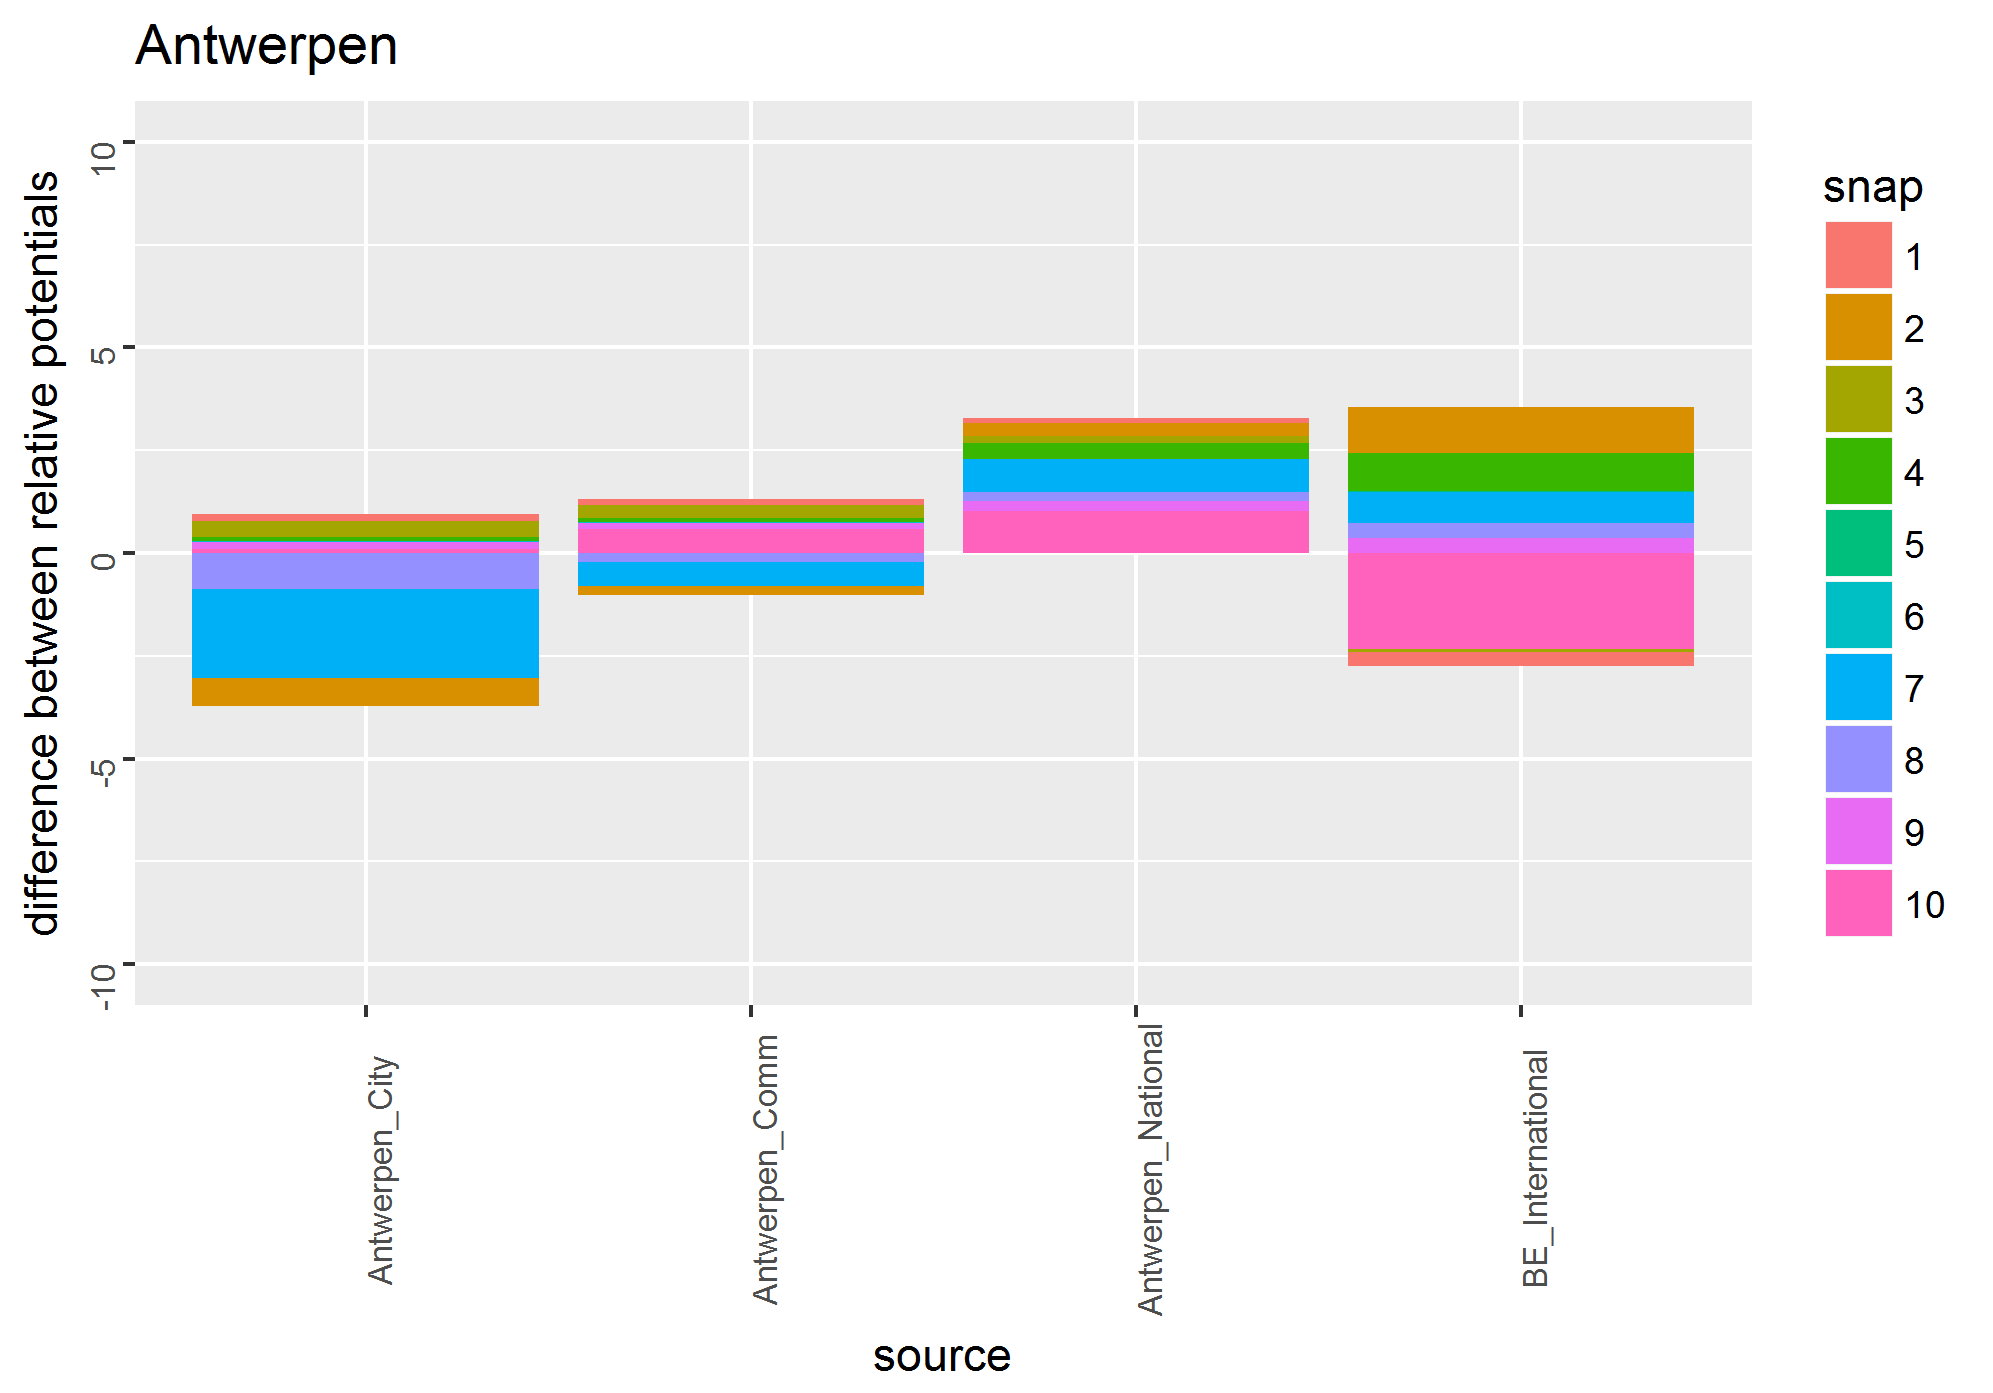 Antwerpen
difference between relative potentials
10
5
0
-5
-10
Antwerpen_City
Antwerpen_Comm
Antwerpen_National
BE_International
source
snap
1
2
3
4
5
6
7
8
9
10